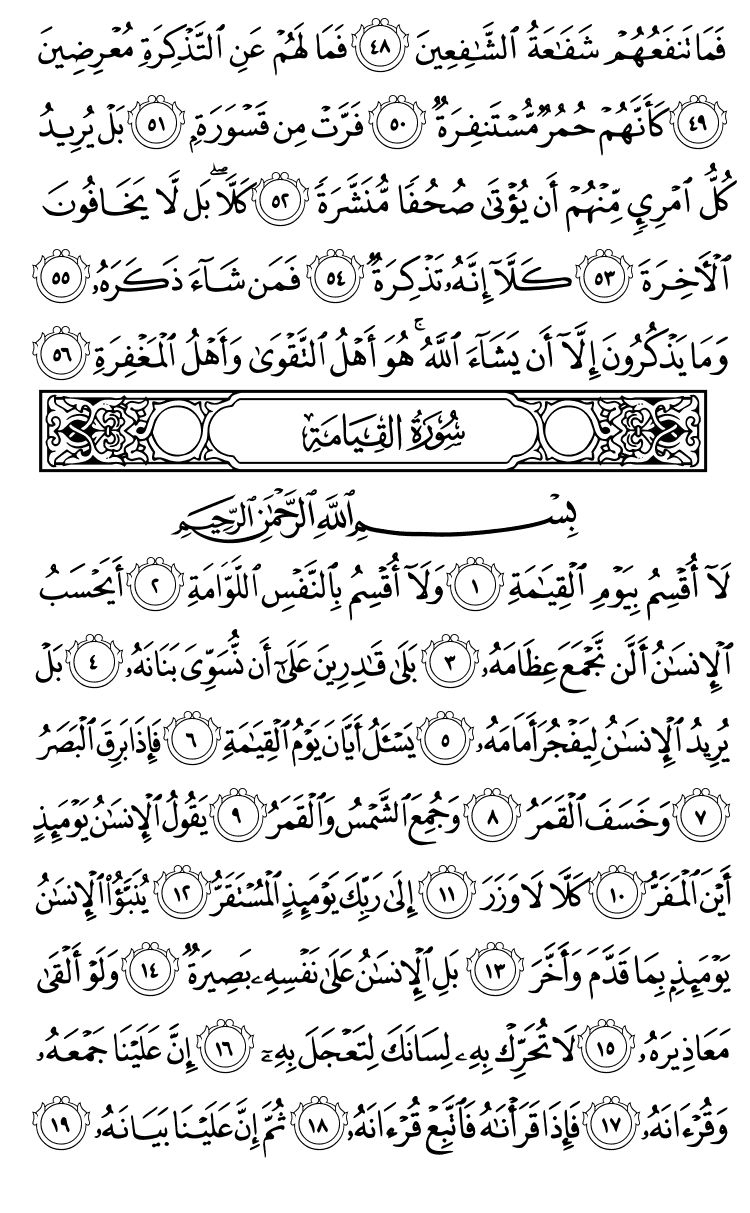 فَمَا تَنفَعُهُمْ شَفَٰعَةُ ٱلشَّٰفِعِينَ ٤٨ فَمَا لَهُمْ عَنِ ٱلتَّذْكِرَةِ مُعْرِضِينَ
٤٩ كَأَنَّهُمْ حُمُرٌ مُّسْتَنفِرَةٌ ٥٠ فَرَّتْ مِن قَسْوَرَةٍۭ ٥١ بَلْ يُرِيدُ
كُلُّ ٱمْرِئٍ مِّنْهُمْ أَن يُؤْتَىٰ صُحُفًا مُّنَشَّرَةً ٥٢ كَلَّاۖ بَل لَّا يَخَافُونَ
ٱلْأَخِرَةَ ٥٣ كَلَّآ إِنَّهُۥ تَذْكِرَةٌ ٥٤ فَمَن شَآءَ ذَكَرَهُۥ ٥٥
وَمَا يَذْكُرُونَ إِلَّآ أَن يَشَآءَ ٱللَّهُۚ هُوَ أَهْلُ ٱلتَّقْوَىٰ وَأَهْلُ ٱلْمَغْفِرَةِ ٥٦
سُورَةُ القِيَامَةِ
بِسْمِ ٱللَّهِ ٱلرَّحْمَٰنِ ٱلرَّحِيمِ
لَآ أُقْسِمُ بِيَوْمِ ٱلْقِيَٰمَةِ ١ وَلَآ أُقْسِمُ بِٱلنَّفْسِ ٱللَّوَّامَةِ ٢ أَيَحْسَبُ
ٱلْإِنسَٰنُ أَلَّن نَّجْمَعَ عِظَامَهُۥ ٣ بَلَىٰ قَٰدِرِينَ عَلَىٰٓ أَن نُّسَوِّىَ بَنَانَهُۥ ٤ بَلْ
يُرِيدُ ٱلْإِنسَٰنُ لِيَفْجُرَ أَمَامَهُۥ ٥ يَسْـَٔلُ أَيَّانَ يَوْمُ ٱلْقِيَٰمَةِ ٦ فَإِذَا بَرِقَ ٱلْبَصَرُ
٧ وَخَسَفَ ٱلْقَمَرُ ٨ وَجُمِعَ ٱلشَّمْسُ وَٱلْقَمَرُ ٩ يَقُولُ ٱلْإِنسَٰنُ يَوْمَئِذٍ
أَيْنَ ٱلْمَفَرُّ ١٠ كَلَّا لَا وَزَرَ ١١ إِلَىٰ رَبِّكَ يَوْمَئِذٍ ٱلْمُسْتَقَرُّ ١٢ يُنَبَّؤُا۟ ٱلْإِنسَٰنُ
يَوْمَئِذٍۭ بِمَا قَدَّمَ وَأَخَّرَ ١٣ بَلِ ٱلْإِنسَٰنُ عَلَىٰ نَفْسِهِۦ بَصِيرَةٌ ١٤ وَلَوْ أَلْقَىٰ
مَعَاذِيرَهُۥ ١٥ لَا تُحَرِّكْ بِهِۦ لِسَانَكَ لِتَعْجَلَ بِهِۦٓ ١٦ إِنَّ عَلَيْنَا جَمْعَهُۥ
وَقُرْءَانَهُۥ ١٧ فَإِذَا قَرَأْنَٰهُ فَٱتَّبِعْ قُرْءَانَهُۥ ١٨ ثُمَّ إِنَّ عَلَيْنَا بَيَانَهُۥ ١٩